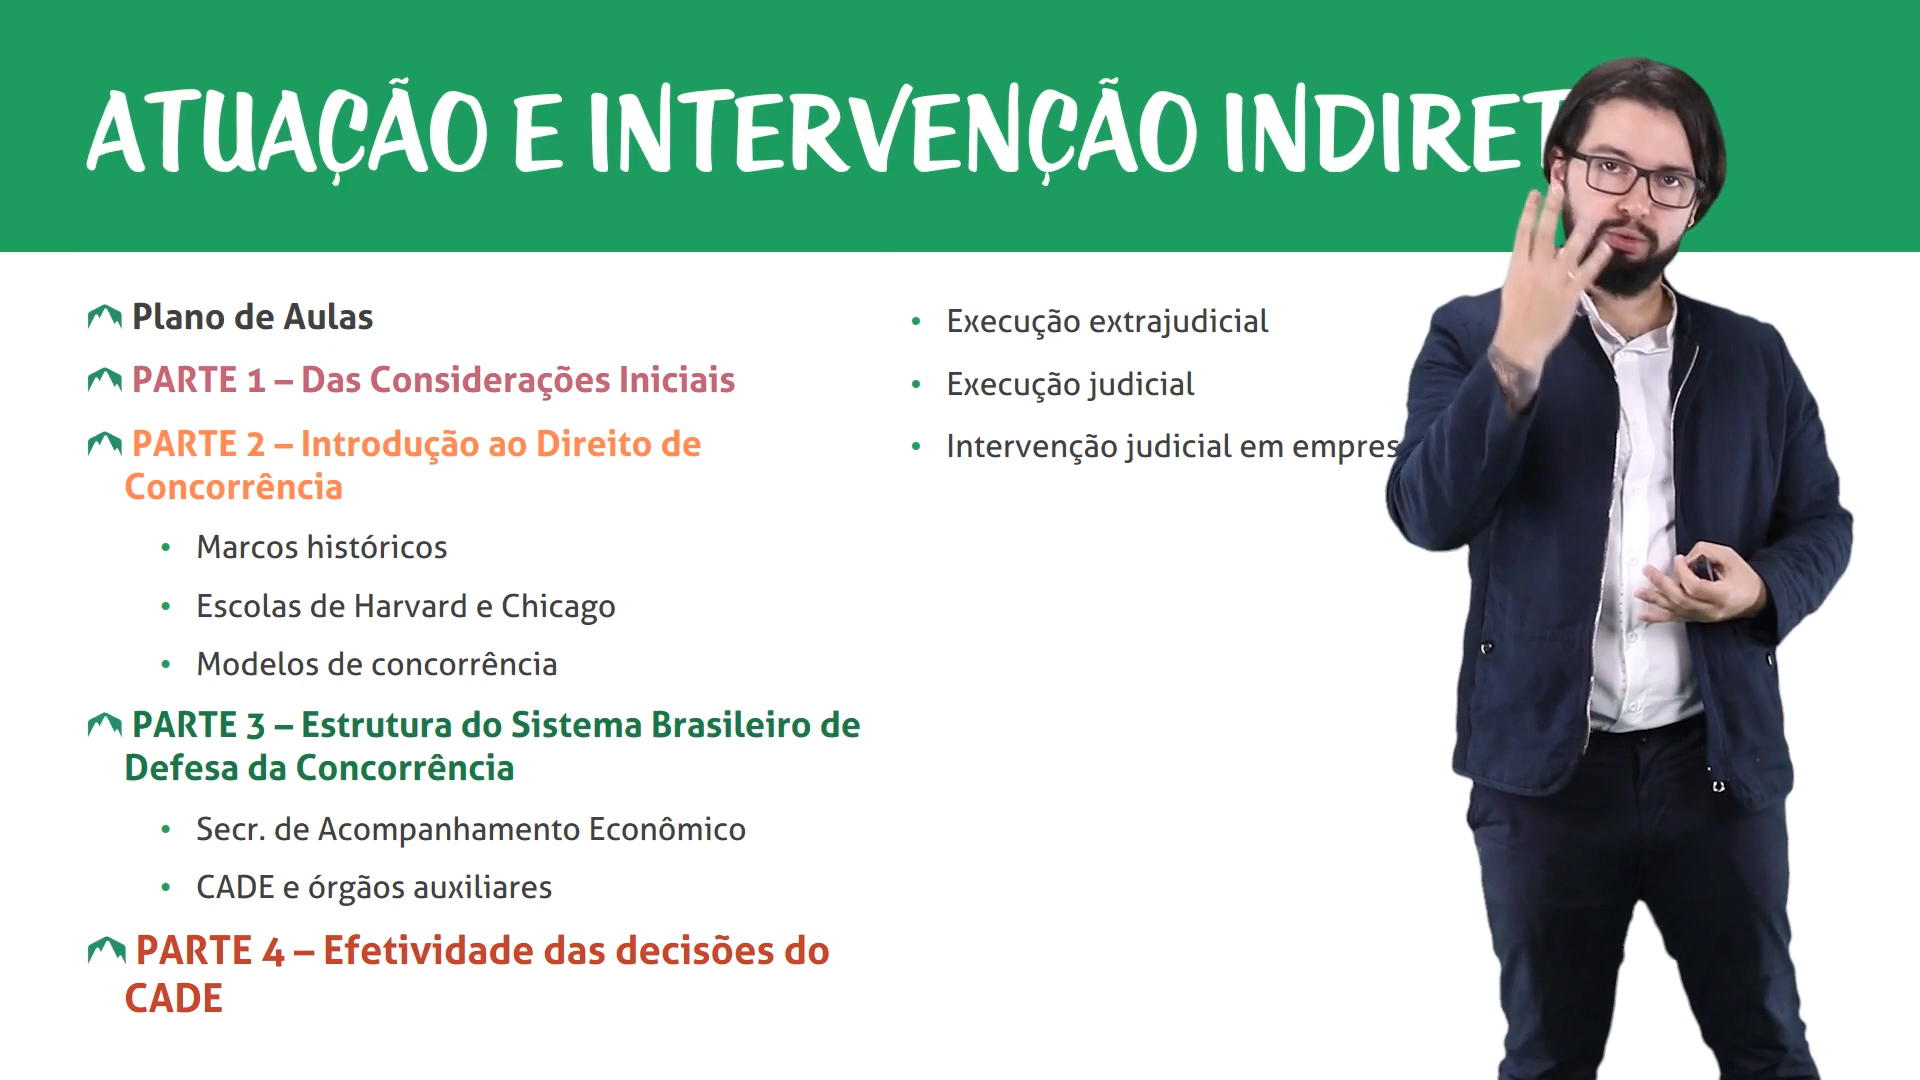 ATUAÇÃO E INTERVENÇÃO
Plano de Aulas
PARTE 1 – Das Considerações Iniciais
PARTE 2 – Introdução ao Direito de
Concorrência
• Marcos históricos
• Escolas de Harvard e Chicago
• Modelos de concorrência
PARTE 3 – Estrutura do Sistema Brasileiro de
Defesa da Concorrência
• Secr. de Acompanhamento Econômico
• CADE e órgãos auxiliares
PARTE 4 – Efetividade das decisões do
CADE
• Execução extrajudicial
• Execução judicial
• Intervenção judicial em